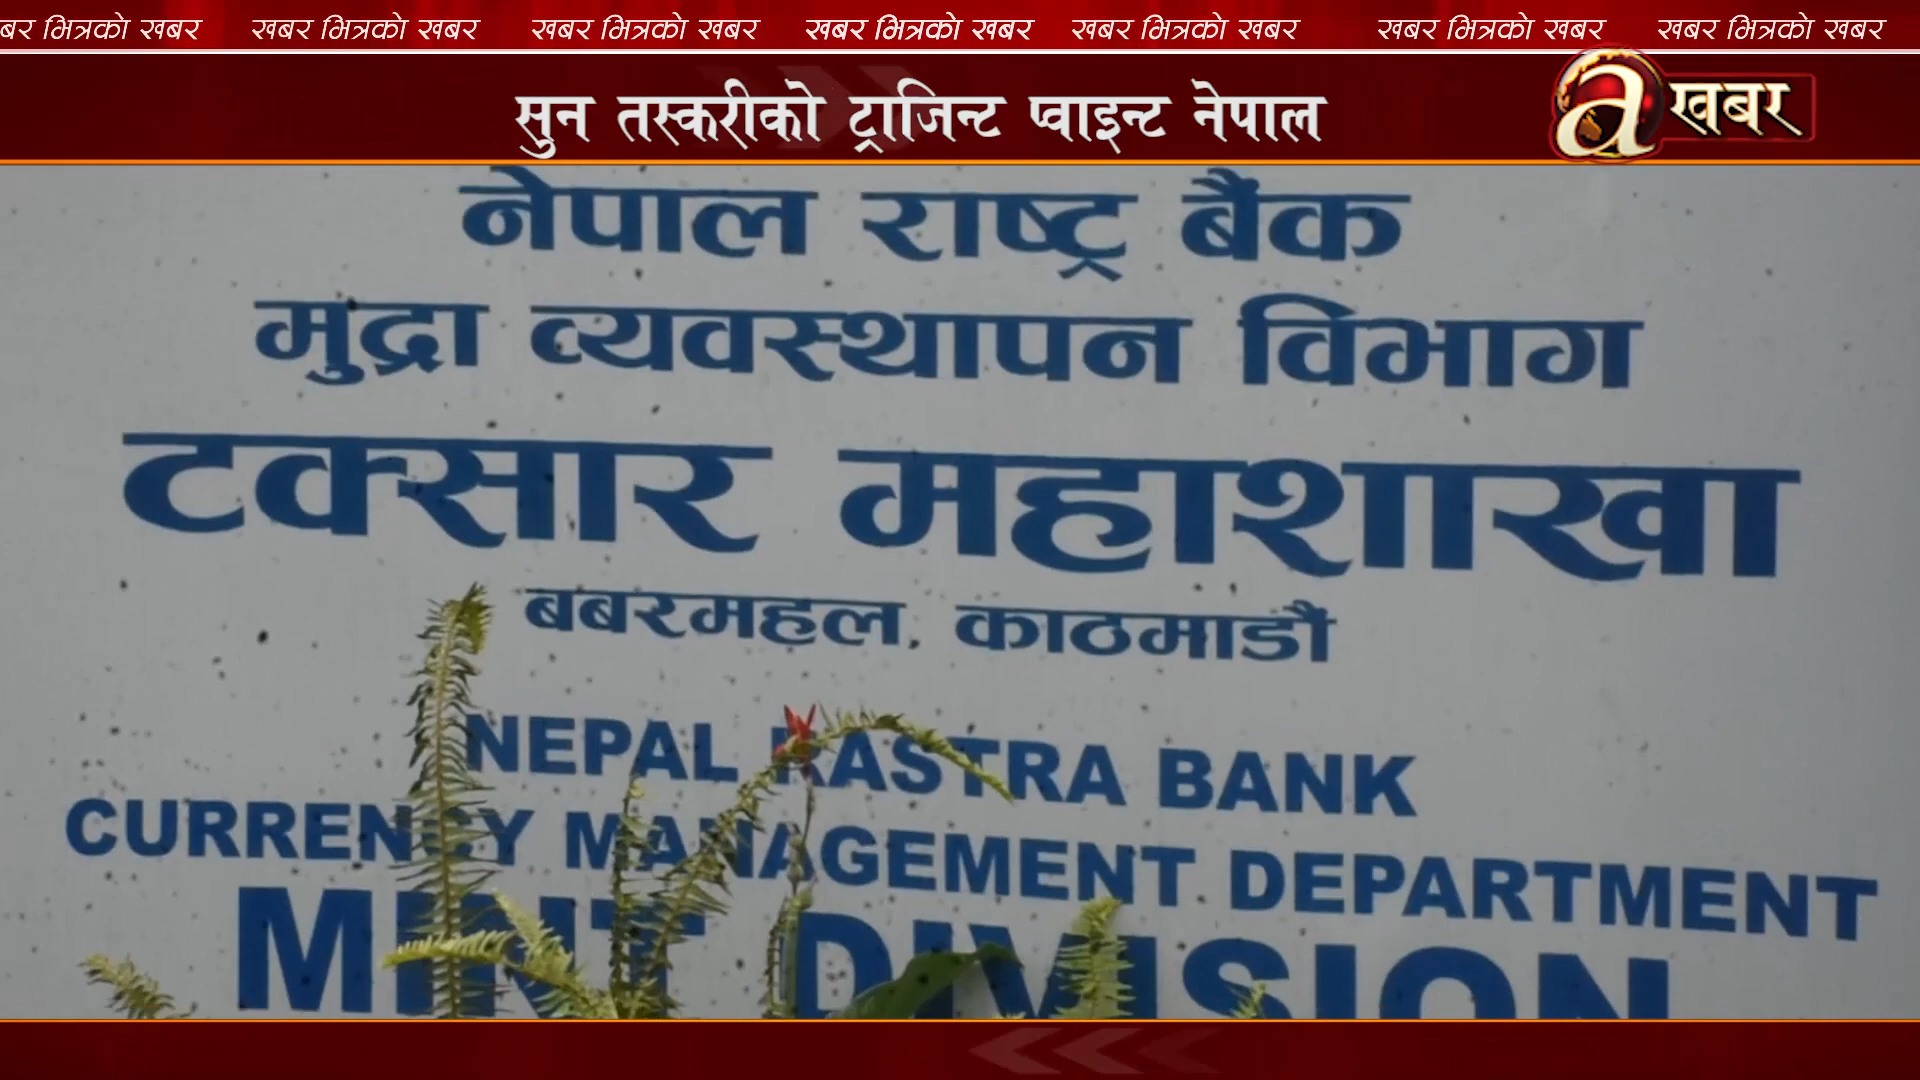 बर भित्रको खबर खबर भित्रको खबर खबर भित्रको खबर खबर भित्रको खबर खबर भित्रको खबर खबर भित्रको खबर खबर भित्रको खबर
सुन तस्करीको ट्राजिन्ट प्वाइन्ट नेपाल
a खबर
नेपाल राष्ट्र बैंक
मुद्रा व्यवस्थापन विभाग
टक्सार महाशाखा
बबरमहल, काठमाडौं
NEPAL RASTRA BANK
CURRENCY MANAGEMENT DEPARTMENT
MINT DIVISION